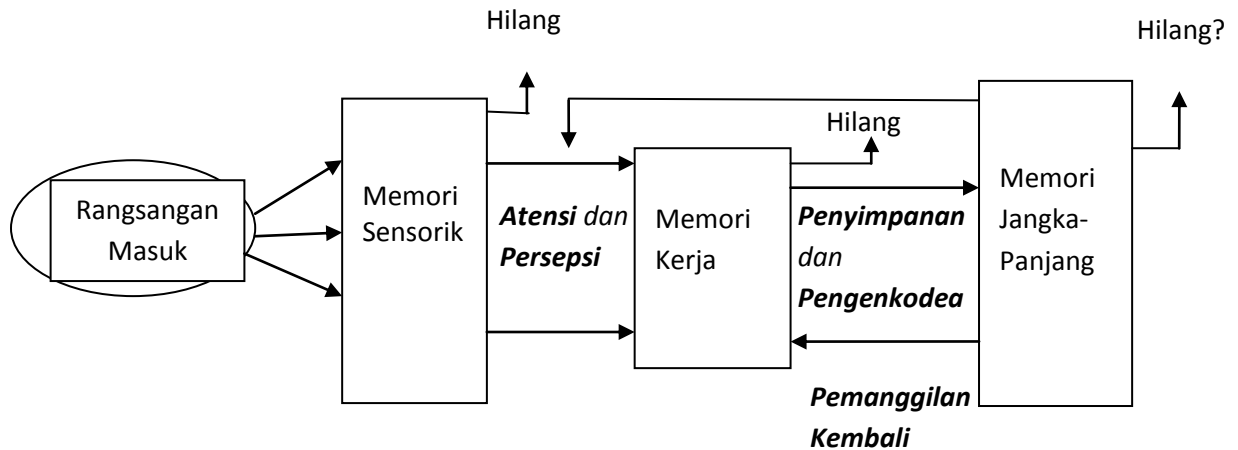 Hilang
Hilang?
Hilang
Rangsangan
Masuk
Memori
Sensorik
Atensi dan
Persepsi
Memori
Kerja
Penyimpanan
dan
Pengenkodea
Memori
Jangka-
Panjang
Pemanggilan
Kembali